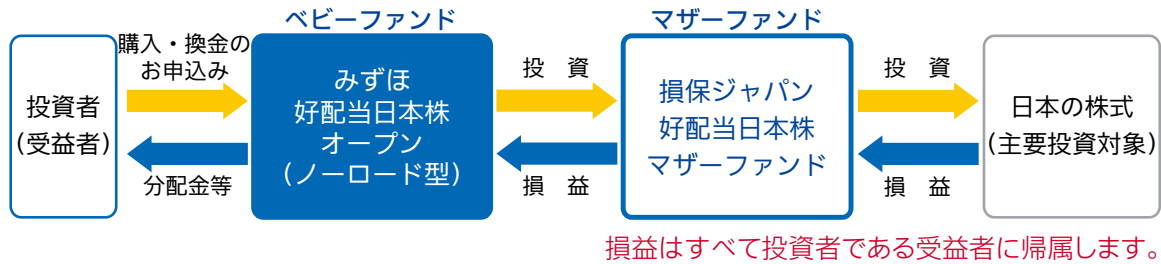 ベビーファンド
マザーファンド
投資者
(受益者)
購入・換金の
お申込み
分配金等
みずほ
好配当日本株
オープン
(ノーロード型)
投 資
損 益
損保ジャパン
好配当日本株
マザーファンド
投 資
損 益
日本の株式
(主要投資対象)
損益はすべて投資者である受益者に帰属します。